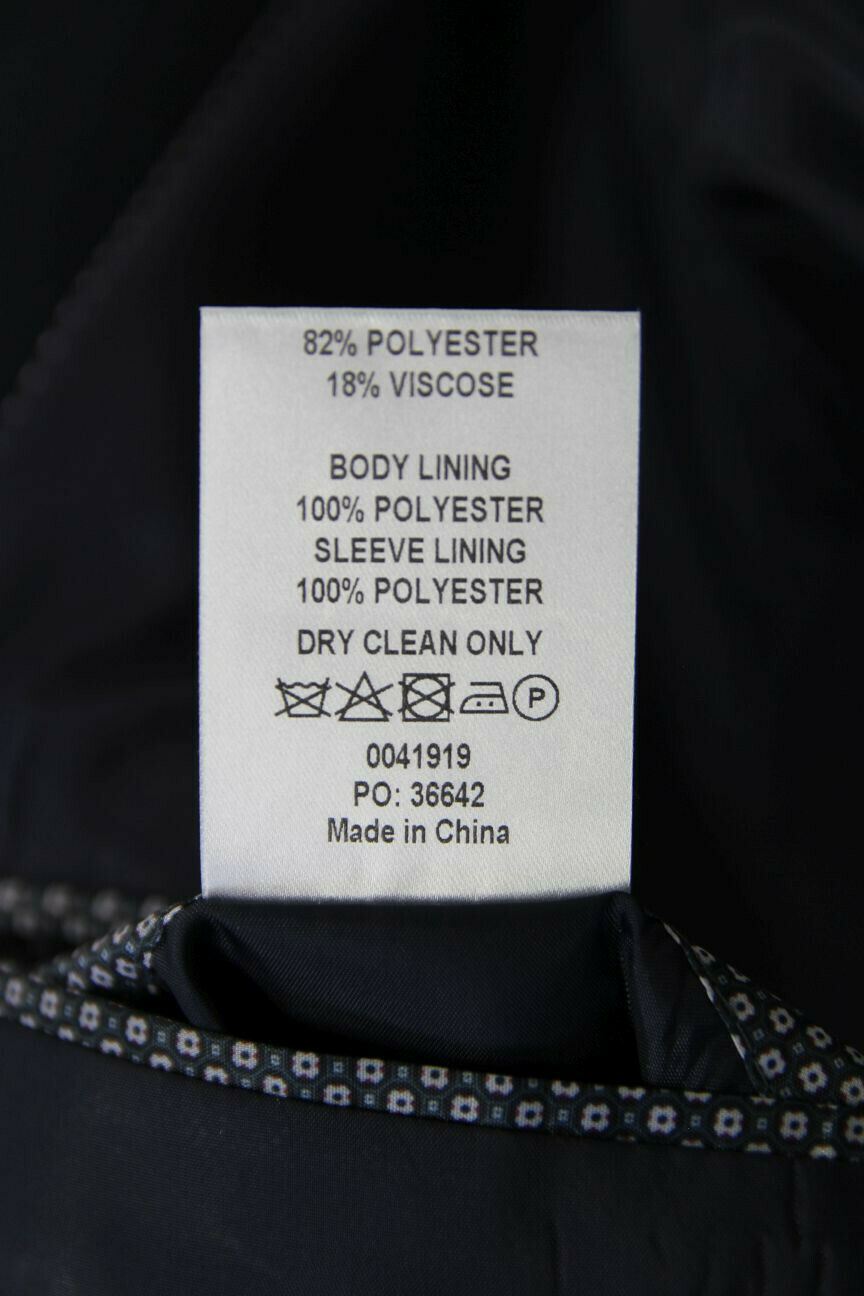 82% POLYESTER
18% VISCOSE
BODY LINING
100% POLYESTER
SLEEVE LINING
100% POLYESTER
DRY CLEAN ONLY
P
0041919
PO: 36642
Made in China